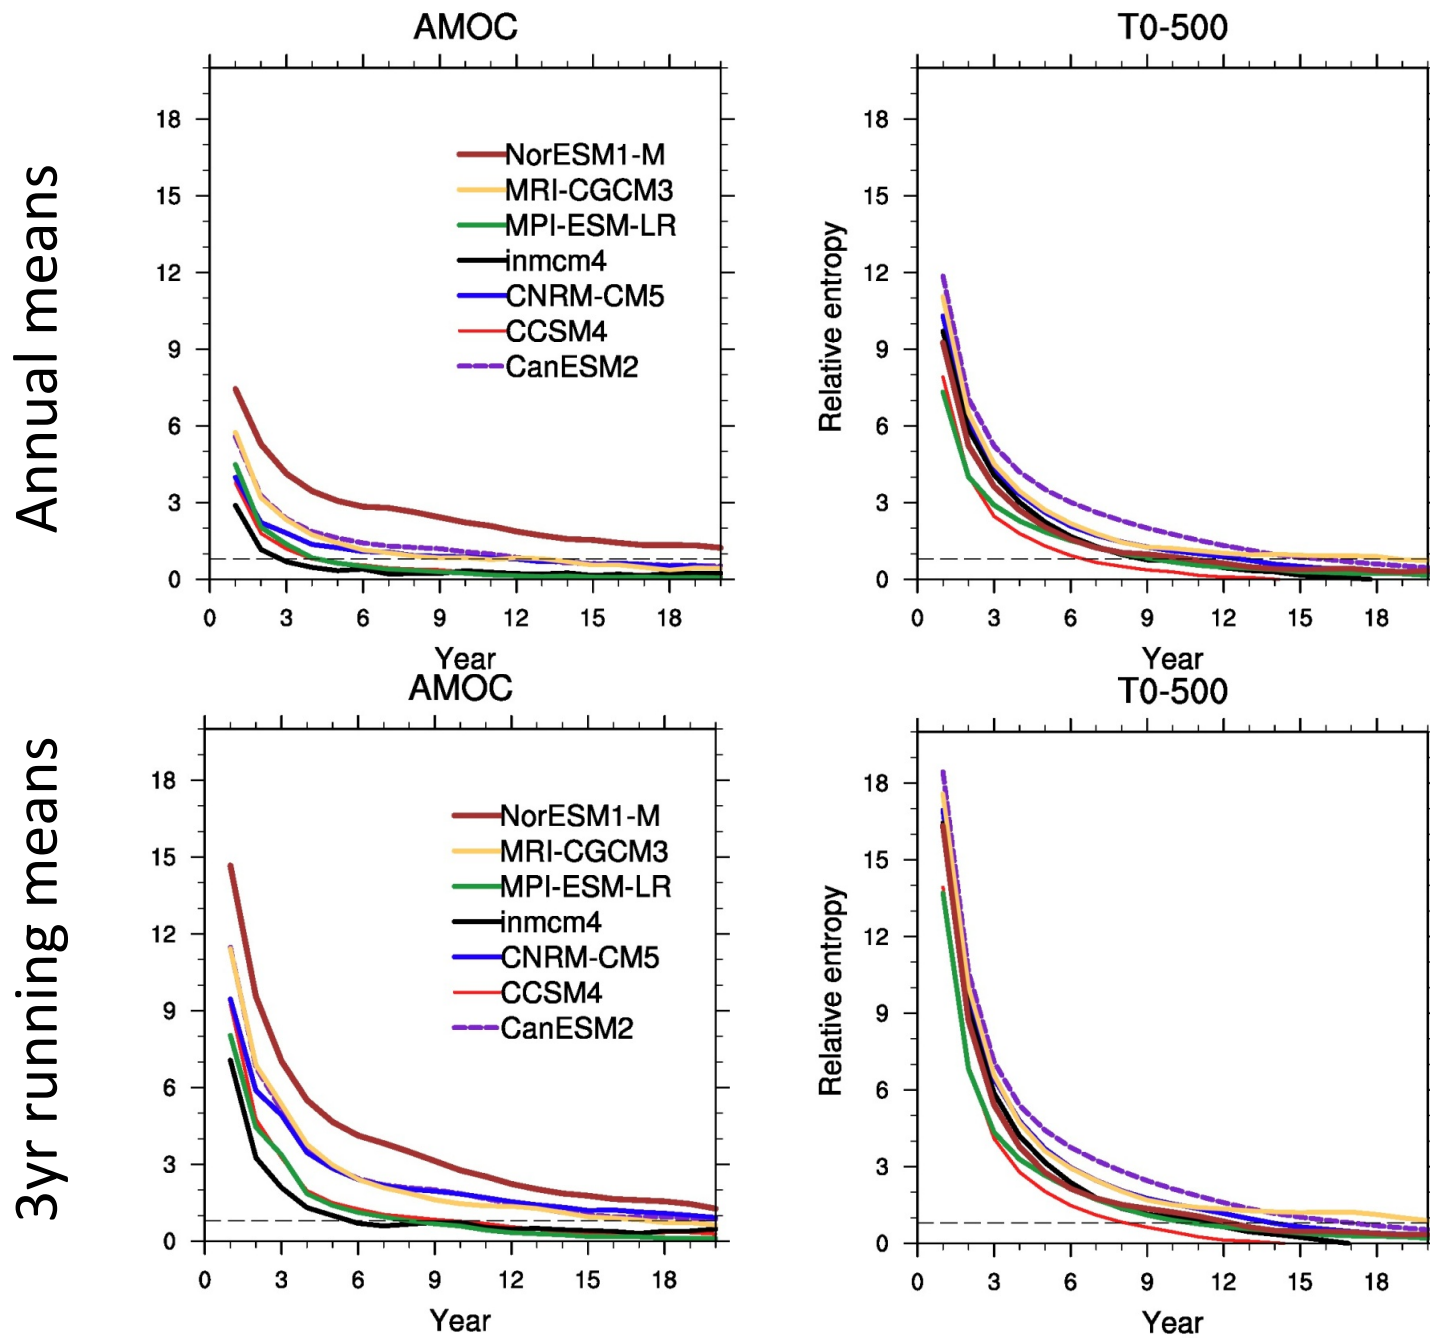 AMOC
T0-500
Annual means
18
15
12
9
6
3
0
NorESM1-M
MRI-CGCM3
MPI-ESM-LR
inmcm4
CNRM-CM5
CCSM4
CanESM2
0 3 6 9 12 15 18
Year
Relative entropy
18
15
12
9
6
3
0
0 3 6 9 12 15 18
Year
AMOC
T0-500
3yr running means
18
15
12
9
6
3
0
NorESM1-M
MRI-CGCM3
MPI-ESM-LR
inmcm4
CNRM-CM5
CCSM4
CanESM2
0 3 6 9 12 15 18
Year
Relative entropy
18
15
12
9
6
3
0
0 3 6 9 12 15 18
Year